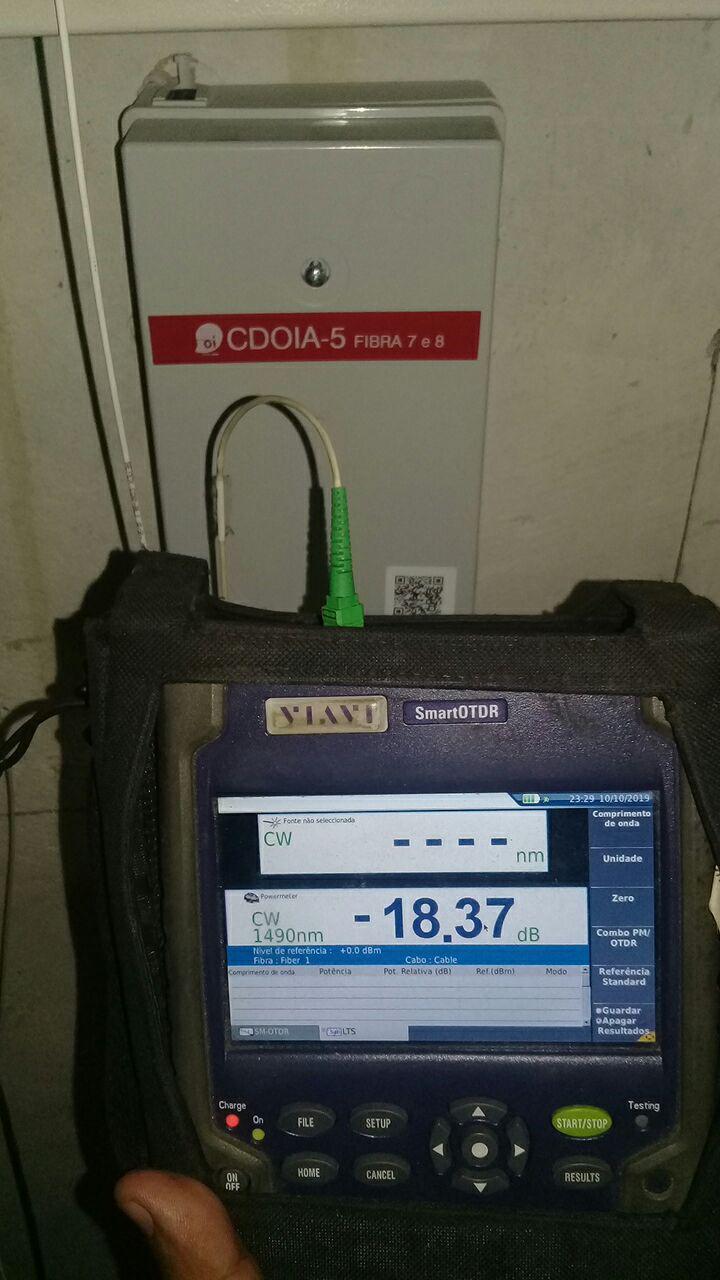 oi CDOIA-5 FIBRA 7 e 8
VIAVI SmartOTDR
23:29 10/10/2019
Fonte não seleccionada
CW
- - - - nm
Comprimento de onda
Unidade
Zero
Combo PM/
OTDR
Referência
Standard
Guardar
Apagar
Resultados
Powermeter
CW
1490nm
-18.37 dB
Nível de referência : +0.0 dBm
Fibra : Fiber 1 Cabo : Cable
Comprimento de onda Potência Pot. Relativa (dB) Ref.(dBm) Modo
SM-OTDR LTS
Charge
On
FILE SETUP
START/STOP
Testing
ON
OFF
HOME CANCEL
RESULTS